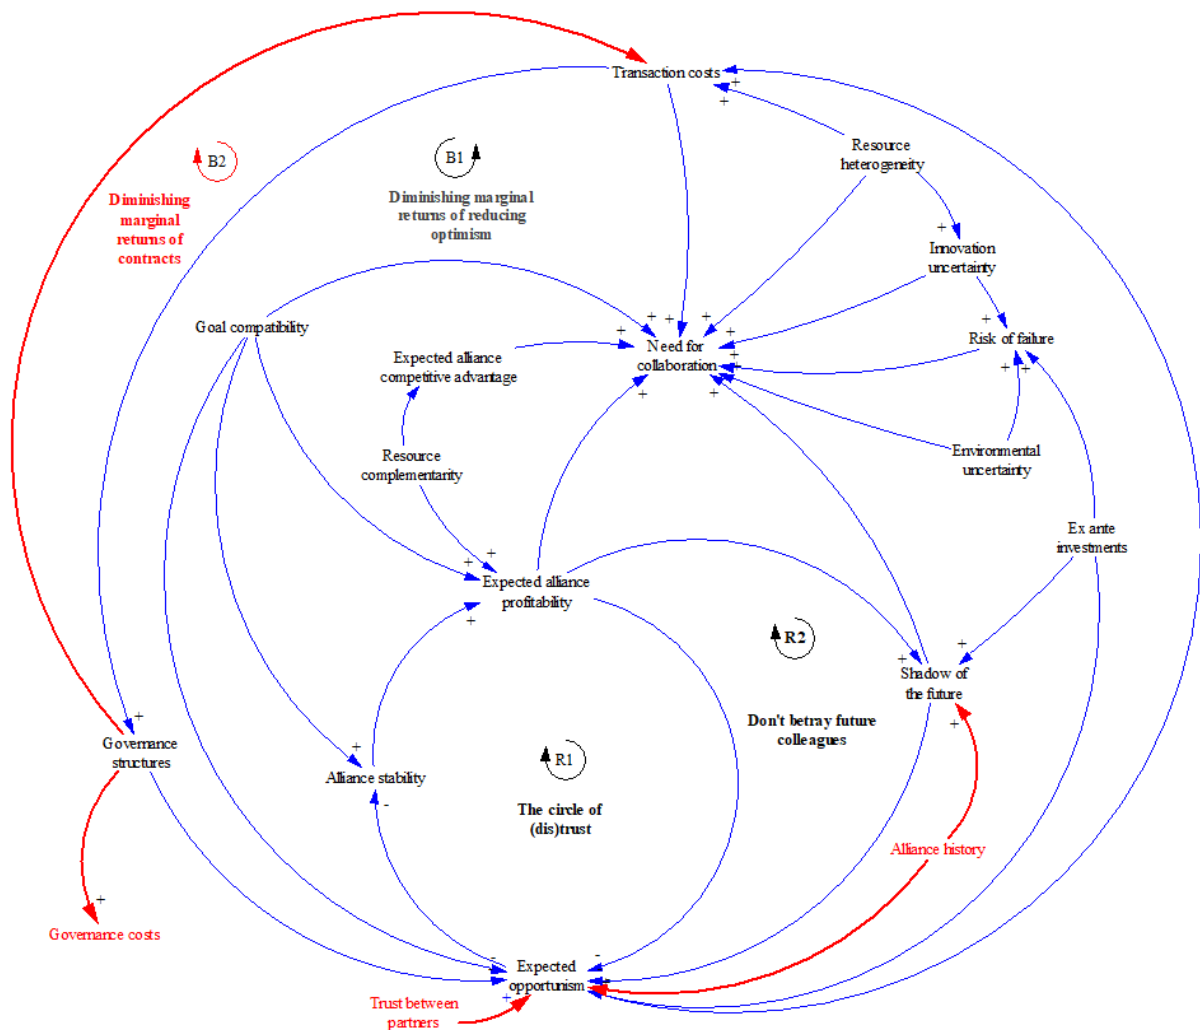 Transaction costs
+
+
Resource
heterogeneity
B2
B1
Diminishing
marginal
returns of
contracts
Diminishing marginal
returns of reducing
optimism
+
Innovation
uncertainty
Goal compatibility
+
+
+
+
+
+
+
Need for
collaboration
+
Risk of failure
+
+
Expected alliance
competitive advantage
+
+
Resource
complementarity
Environmental
uncertainty
Ex ante
investments
+
+
Expected alliance
profitability
+
R2
+
+
Shadow of
the future
+
Don't betray future
colleagues
+
Governance
structures
+
Alliance stability
-
R1
The circle of
(dis)trust
Alliance history
+
Governance costs
-
-
Expected
opportunism
+
Trust between
partners